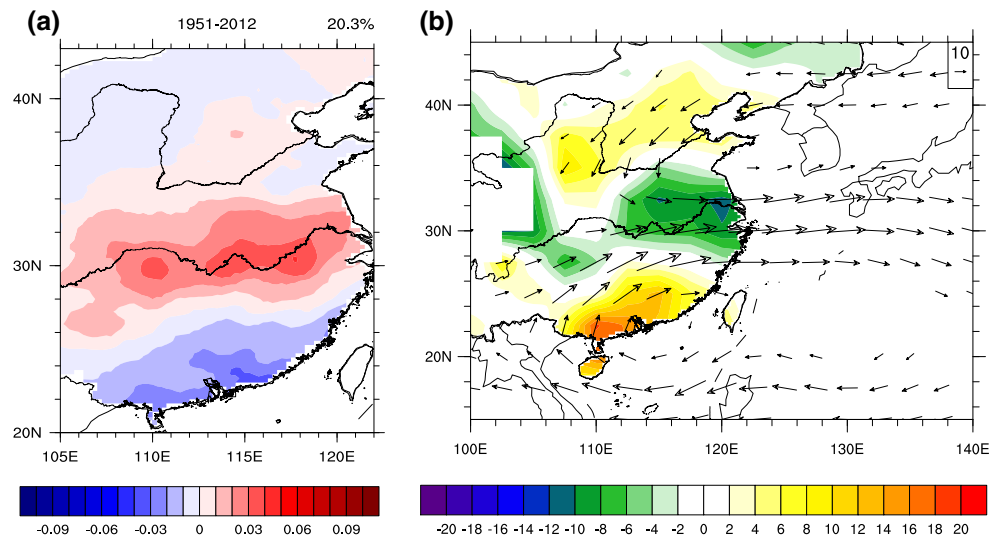 (a)
1951-2012
20.3%
40N
30N
20N
105E
110E
115E
120E
-0.09
-0.06
-0.03
0
0.03
0.06
0.09
(b)
10
40N
30N
20N
100E
110E
120E
130E
140E
-20
-18
-16
-14
-12
-10
-8
-6
-4
-2
0
2
4
6
8
10
12
14
16
18
20